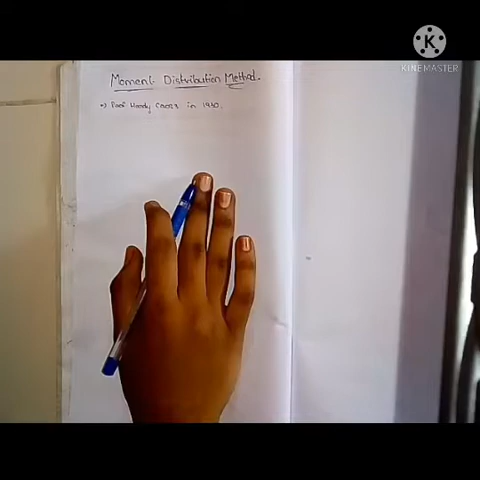 KINEMASTER
Moment Distribution Method.
Prof Hardy Cross in 1930.